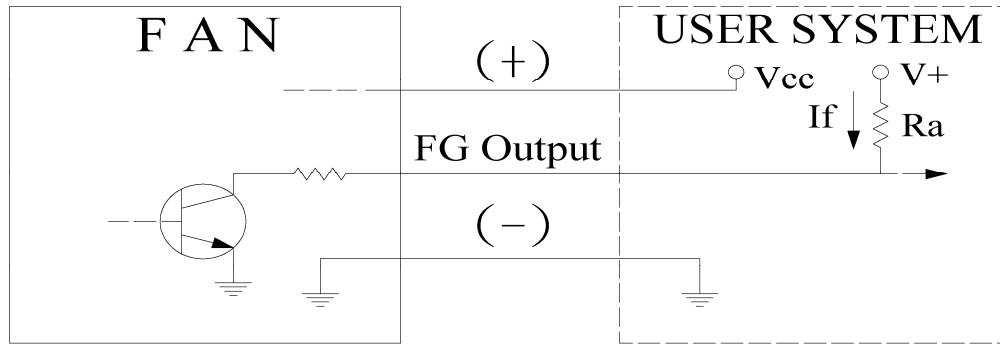 F A N
USER SYSTEM
(+)
Vcc
V+
If
Ra
FG Output
(−)